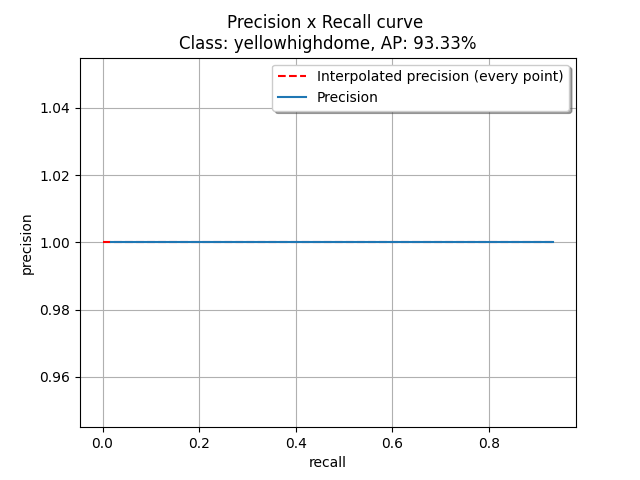 Precision x Recall curve
Class: yellowhighdome, AP: 93.33%
Interpolated precision (every point)
Precision
1.04
1.02
1.00
0.98
0.96
precision
0.0 0.2 0.4 0.6 0.8
recall